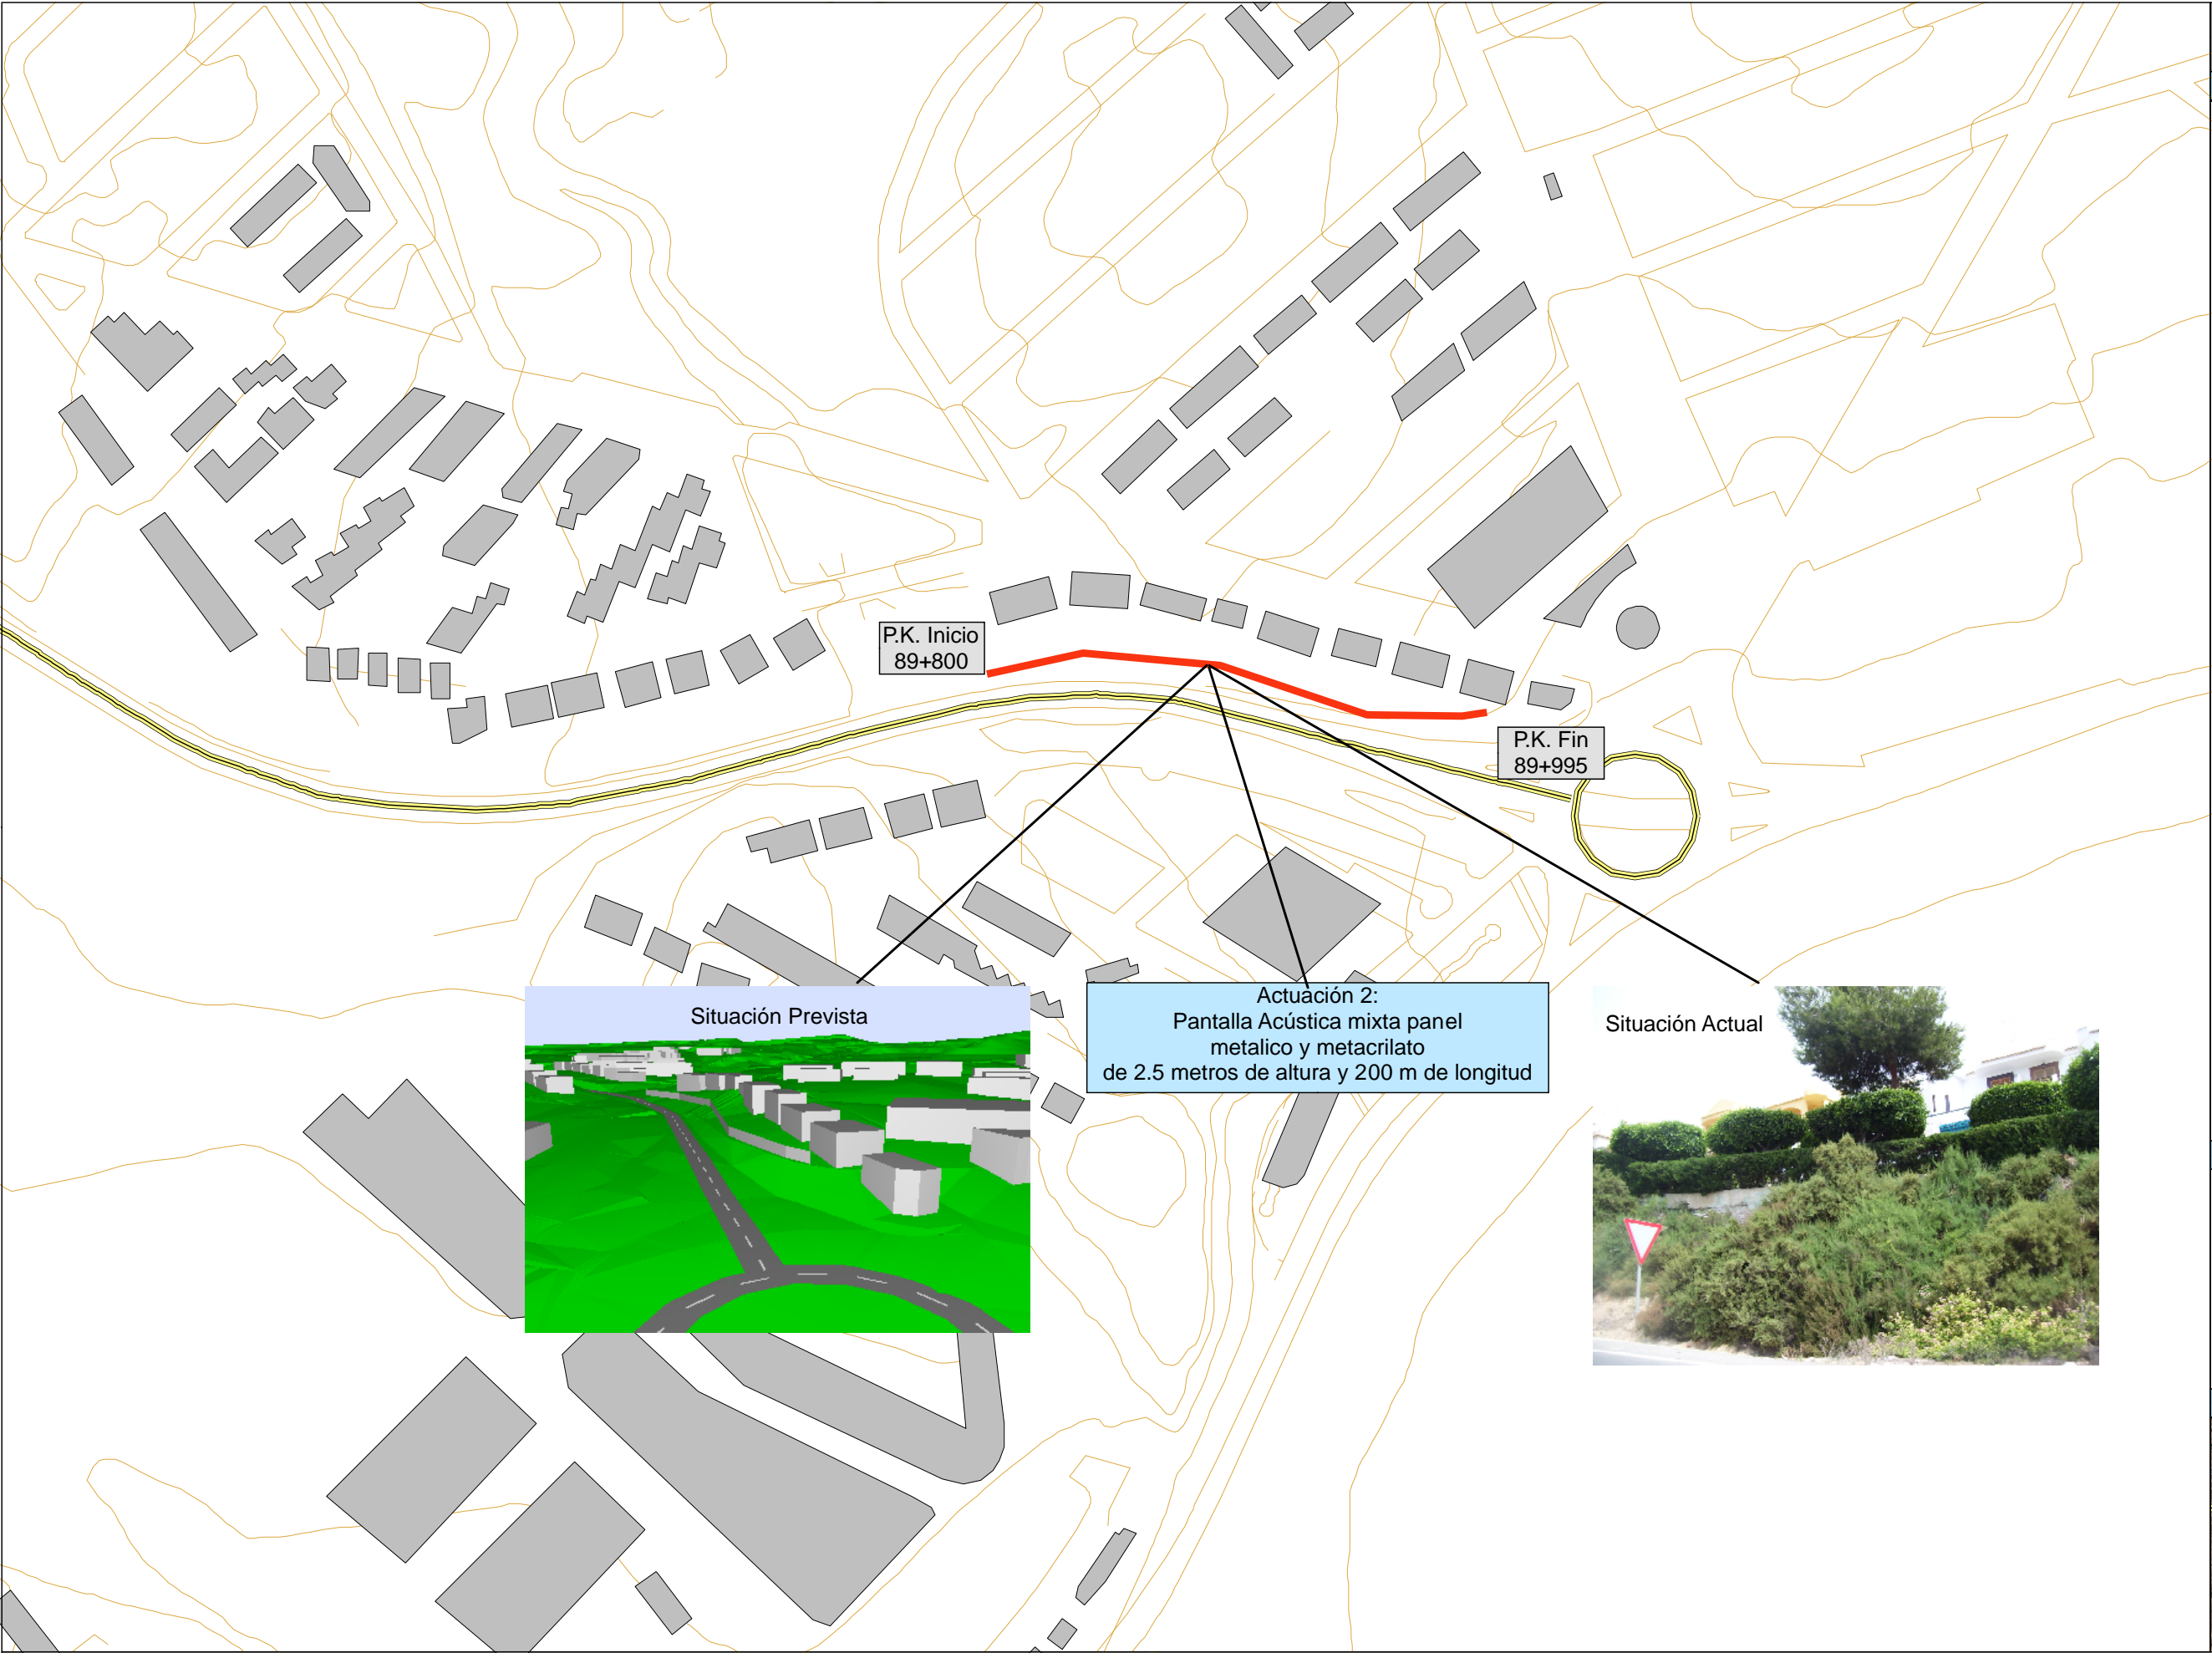 P.K. Inicio
89+800
P.K. Fin
89+995
Situación Prevista
Actuación 2:
Pantalla Acústica mixta panel
metalico y metacrilato
de 2.5 metros de altura y 200 m de longitud
Situación Actual